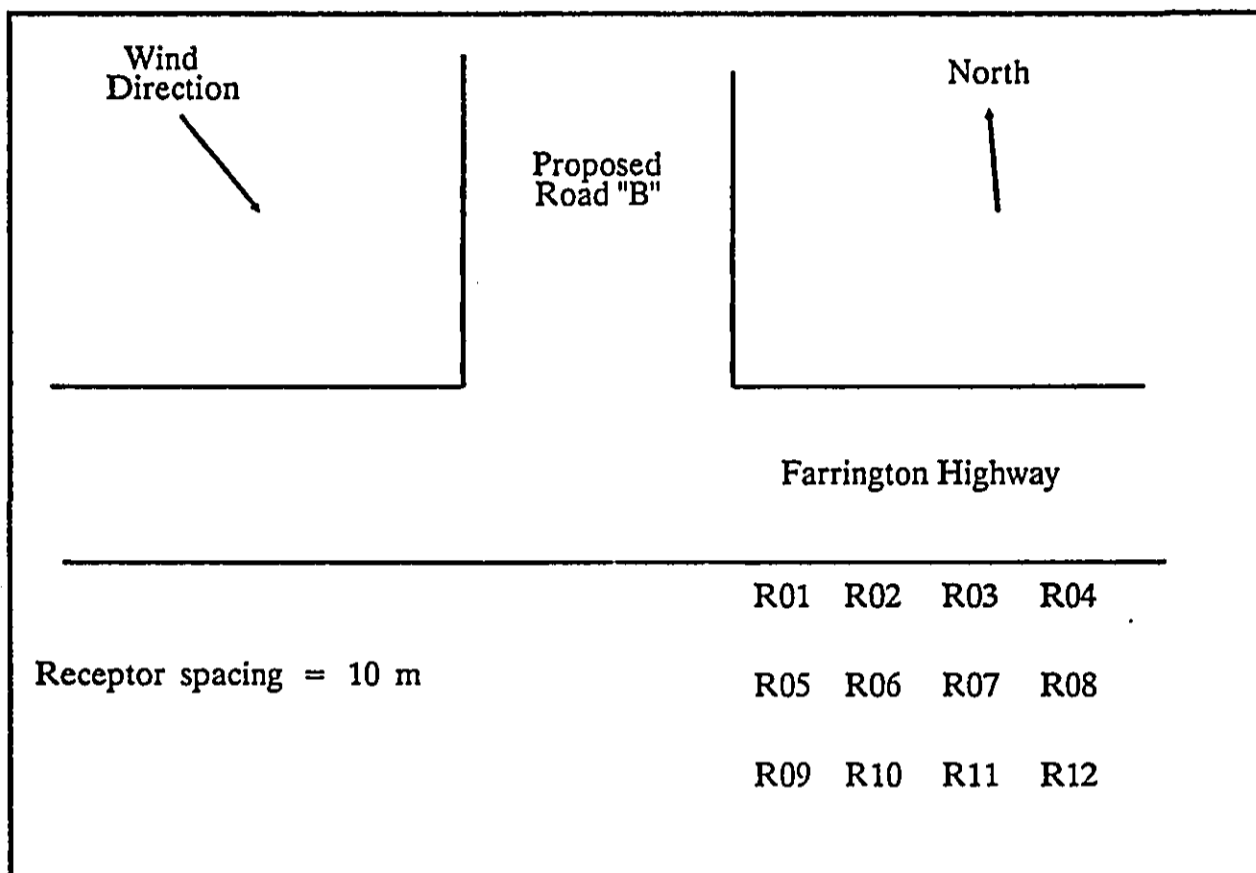 Wind
Direction
North
Proposed
Road "B"
Farrington Highway
R01 R02 R03 R04
Receptor spacing = 10 m
R05 R06 R07 R08
R09 R10 R11 R12